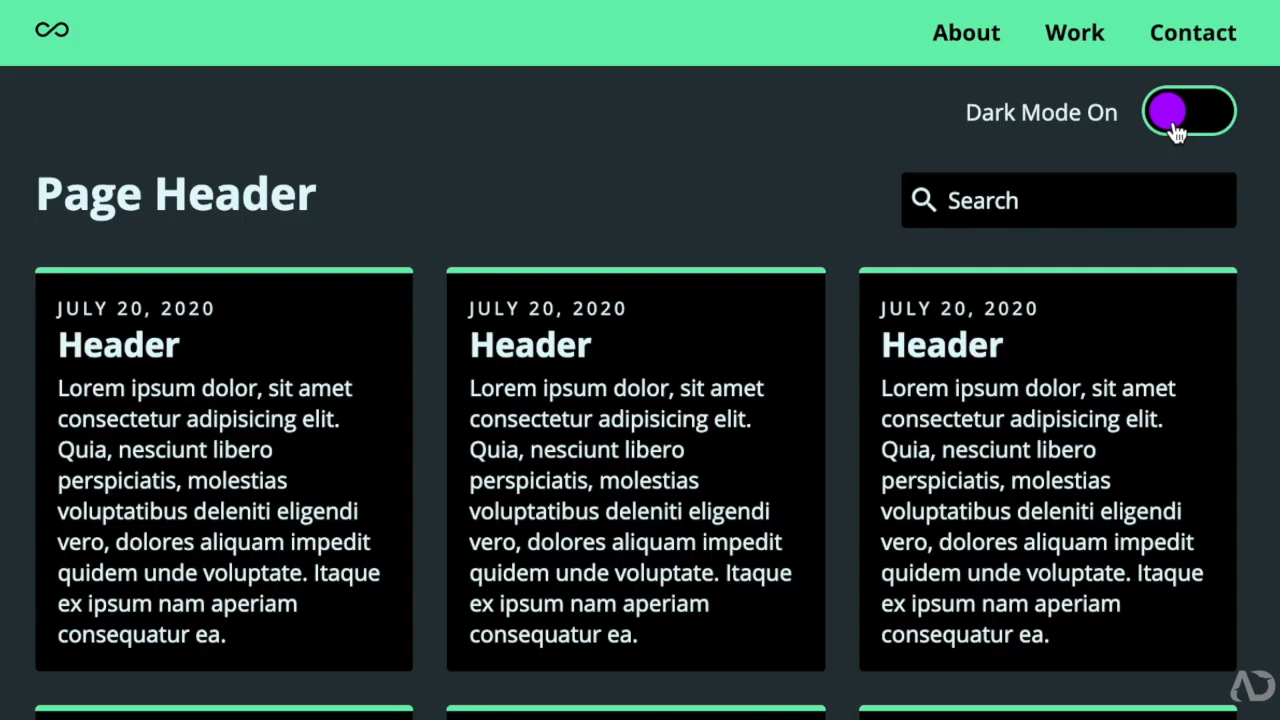 About Work Contact
Dark Mode On
Page Header
Search
JULY 20, 2020
Header
Lorem ipsum dolor, sit amet
consectetur adipisicing elit.
Quia, nesciunt libero
perspiciatis, molestias
voluptatibus deleniti eligendi
vero, dolores aliquam impedit
quidem unde voluptate. Itaque
ex ipsum nam aperiam
consequatur ea.
JULY 20, 2020
Header
Lorem ipsum dolor, sit amet
consectetur adipisicing elit.
Quia, nesciunt libero
perspiciatis, molestias
voluptatibus deleniti eligendi
vero, dolores aliquam impedit
quidem unde voluptate. Itaque
ex ipsum nam aperiam
consequatur ea.
JULY 20, 2020
Header
Lorem ipsum dolor, sit amet
consectetur adipisicing elit.
Quia, nesciunt libero
perspiciatis, molestias
voluptatibus deleniti eligendi
vero, dolores aliquam impedit
quidem unde voluptate. Itaque
ex ipsum nam aperiam
consequatur ea.